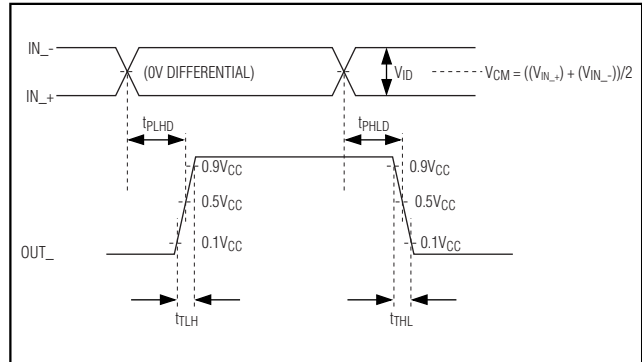 IN_-
(0V DIFFERENTIAL)
VID
VCM = ((VIN_+) + (VIN_-))/2
IN_+
tPLHD
tPHLD
0.9VCC
0.9VCC
0.5VCC
0.5VCC
0.1VCC
0.1VCC
OUT_
tTLH
tTHL